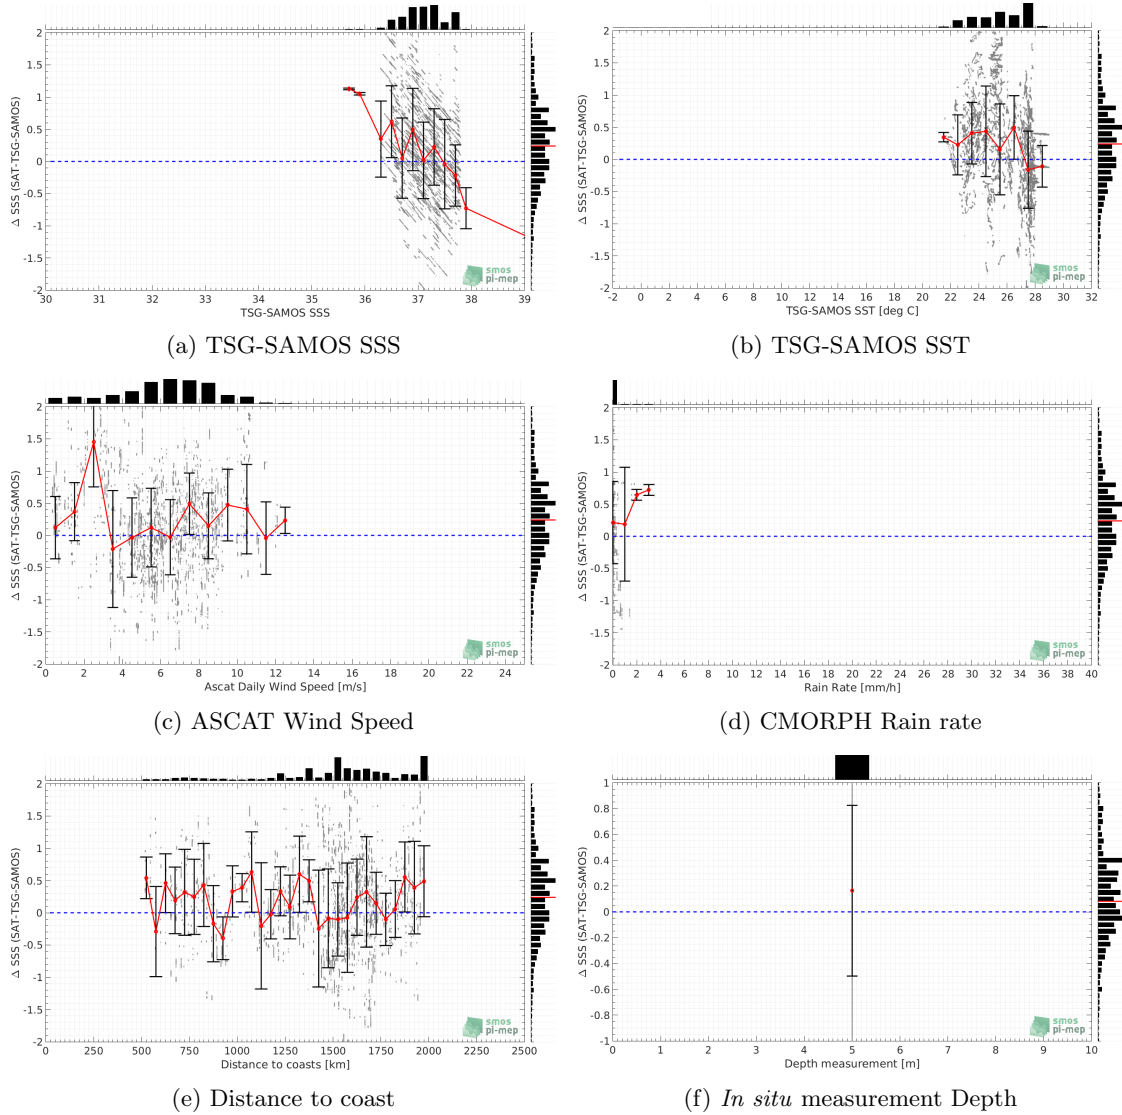 2
1.5
1
0.5
0
-0.5
-1
-1.5
-2
Δ SSS (SAT-TSG-SAMOS)
30 31 32 33 34 35 36 37 38 39
TSG-SAMOS SSS
smos
pi-mep
(a) TSG-SAMOS SSS
2
1.5
1
0.5
0
-0.5
-1
-1.5
-2
Δ SSS (SAT-TSG-SAMOS)
-2 0 2 4 6 8 10 12 14 16 18 20 22 24 26 28 30 32
TSG-SAMOS SST [deg C]
smos
pi-mep
(b) TSG-SAMOS SST
2
1.5
1
0.5
0
-0.5
-1
-1.5
-2
Δ SSS (SAT-TSG-SAMOS)
0 2 4 6 8 10 12 14 16 18 20 22 24
Ascat Daily Wind Speed [m/s]
smos
pi-mep
(c) ASCAT Wind Speed
2
1.5
1
0.5
0
-0.5
-1
-1.5
-2
Δ SSS (SAT-TSG-SAMOS)
0 2 4 6 8 10 12 14 16 18 20 22 24 26 28 30 32 34 36 38 40
Rain Rate [mm/h]
smos
pi-mep
(d) CMORPH Rain rate
2
1.5
1
0.5
0
-0.5
-1
-1.5
-2
Δ SSS (SAT-TSG-SAMOS)
0 250 500 750 1000 1250 1500 1750 2000 2250 2500
Distance to coasts [km]
smos
pi-mep
(e) Distance to coast
1
0.8
0.6
0.4
0.2
0
-0.2
-0.4
-0.6
-0.8
-1
Δ SSS (SAT-TSG-SAMOS)
0 1 2 3 4 5 6 7 8 9 10
Depth measurement [m]
smos
pi-mep
(f) In situ measurement Depth